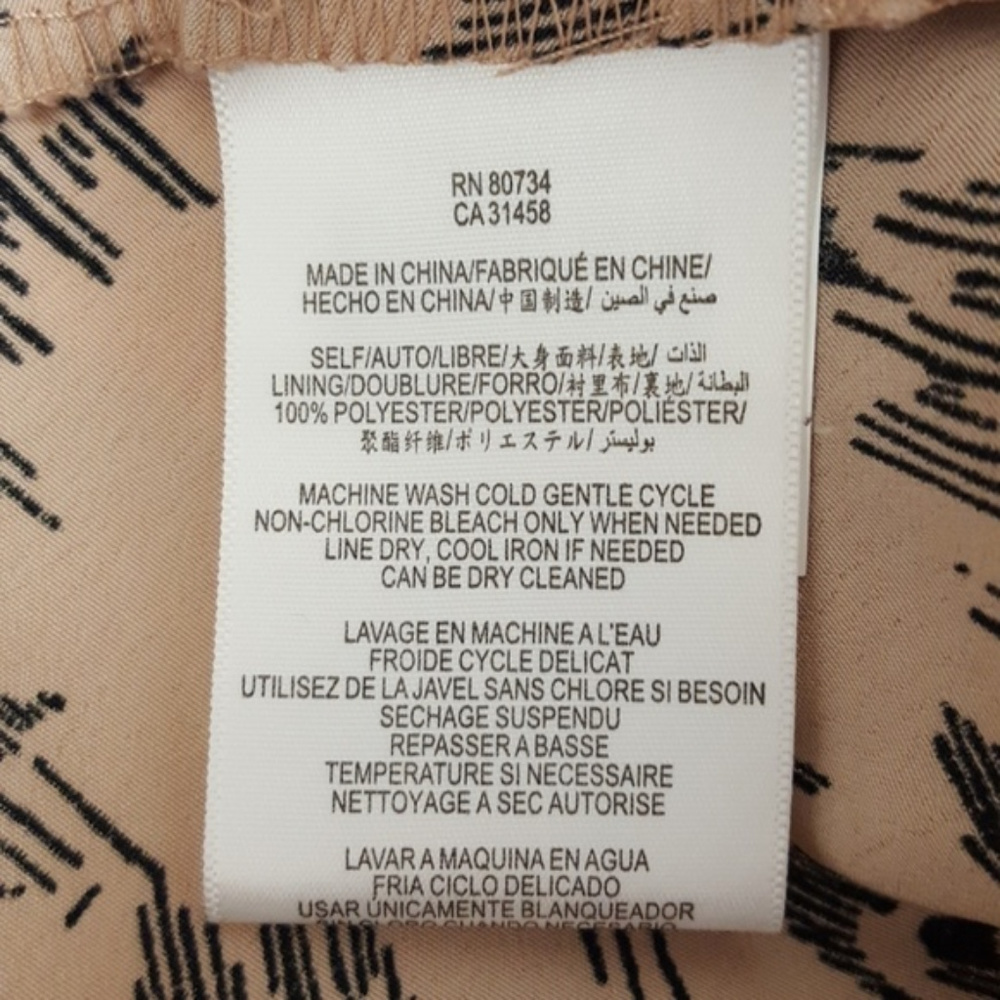 RN 80734
CA 31458
MADE IN CHINA/FABRIQUÉ EN CHINE/
HECHO EN CHINA/中国制造/ صنع في الصين
SELF/AUTO/LIBRE/大身面料/表地/ الذات
LINING/DOUBLURE/FORRO/衬里布/裏地/ البطانة
100% POLYESTER/POLYESTER/POLIÉSTER/
聚酯纤维/ポリエステル/ بوليستر
MACHINE WASH COLD GENTLE CYCLE
NON-CHLORINE BLEACH ONLY WHEN NEEDED
LINE DRY, COOL IRON IF NEEDED
CAN BE DRY CLEANED
LAVAGE EN MACHINE A L'EAU
FROIDE CYCLE DELICAT
UTILISEZ DE LA JAVEL SANS CHLORE SI BESOIN
SECHAGE SUSPENDU
REPASSER A BASSE
TEMPERATURE SI NECESSAIRE
NETTOYAGE A SEC AUTORISE
LAVAR A MAQUINA EN AGUA
FRIA CICLO DELICADO
USAR ÚNICAMENTE BLANQUEADOR